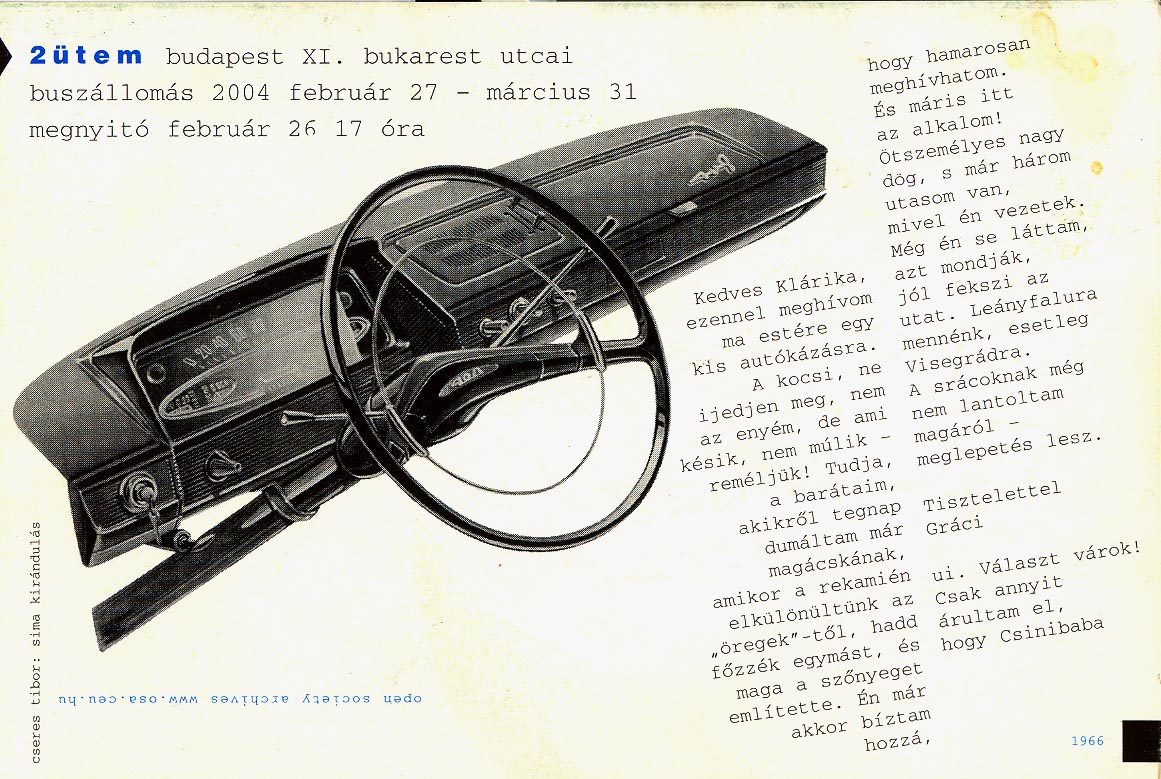 2ütem budapest XI. bukarest utcai
buszállomás 2004 február 27 - március 31
megnyitó február 26 17 óra
Kedves Klárika,
ezennel meghívom
ma estére egy
kis autókázásra.
A kocsi, ne
ijedjen meg, nem
az enyém, de ami
késik, nem múlik -
reméljük! Tudja,
a barátaim,
akikről tegnap
dumáltam már
magácskának,
amikor a rekamién
elkülönültünk az
„öregek"-től, hadd
főzzék egymást, és
maga a szőnyeget
említette. Én már
akkor bíztam
hozzá,
hogy hamarosan
meghívhatom.
És máris itt
az alkalom!
Ötszemélyes nagy
dög, s már három
utasom van,
mivel én vezetek.
Még én se láttam,
azt mondják,
jól fekszi az
utat. Leányfalura
mennénk, esetleg
Visegrádra.
A srácoknak még
nem lantoltam
magáról -
meglepetés lesz.
Tisztelettel
Gráci
ui. Választ várok!
Csak annyit
árultam el,
hogy Csinibaba
cseres tibor: sima kirándulás
open society archives www.osa.ceu.hu
1966